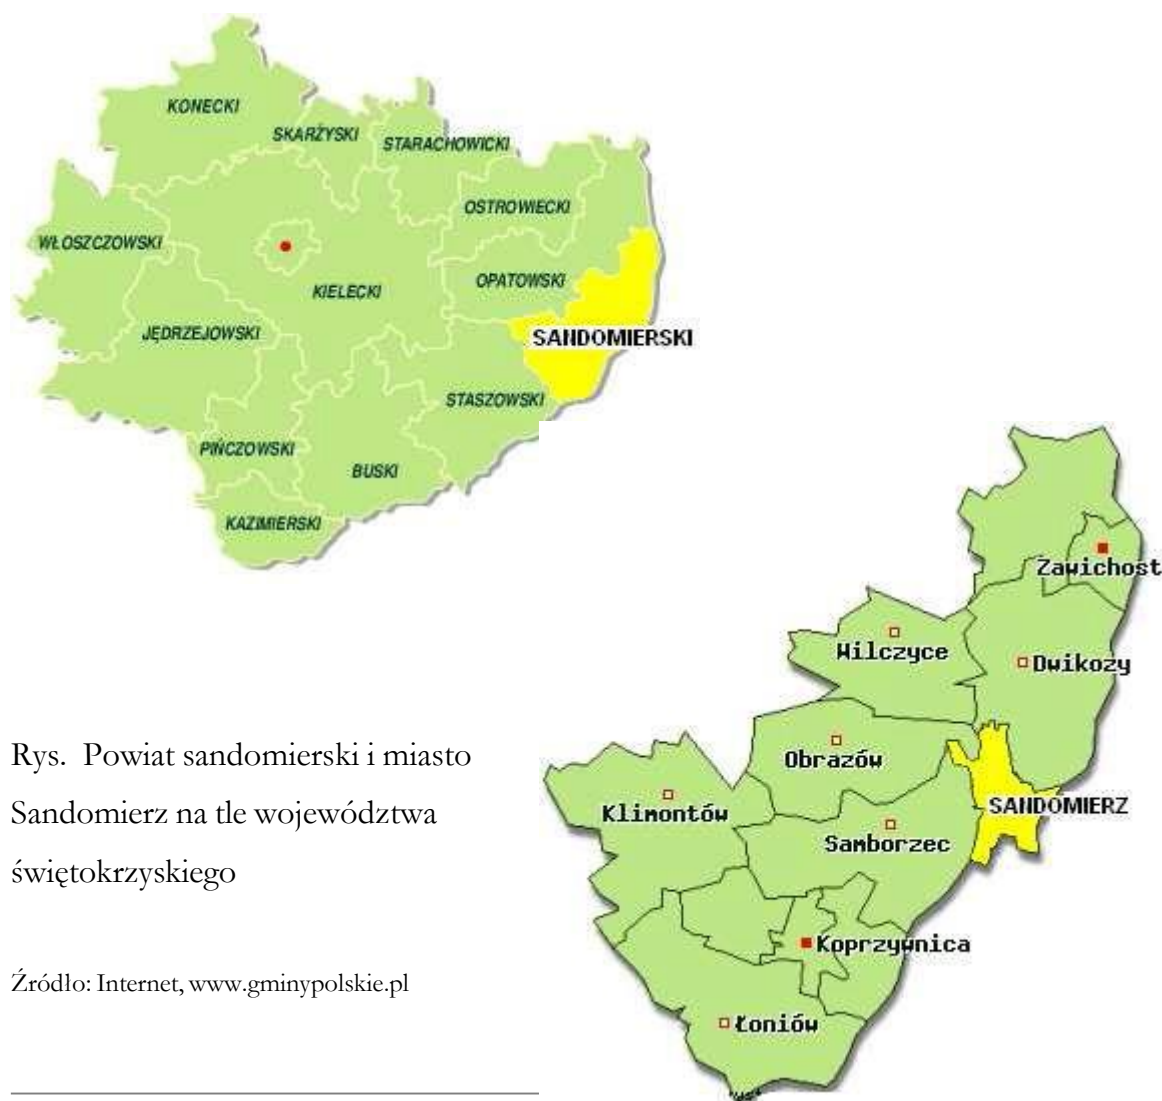 KONECKI
SKARŻYSKI
STARACHOWICKI
OSTROWIECKI
WŁOSZCZOWSKI
OPATOWSKI
KIELECKI
JĘDRZEJOWSKI
SANDOMIERSKI
STASZOWSKI
PIŃCZOWSKI
BUSKI
KAZIMIERSKI
Zawichost
Wilczyce
Dwikozy
Obrazów
Klimontów
SANDOMIERZ
Samborzec
Koprzywnica
Łoniów
Rys. Powiat sandomierski i miasto
Sandomierz na tle województwa
świętokrzyskiego
Źródło: Internet, www.gminypolskie.pl